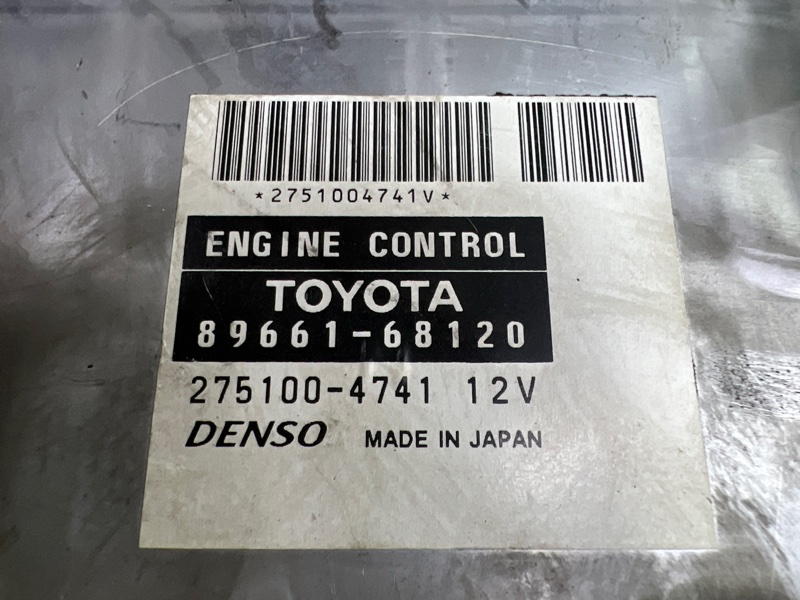 *2751004741V*
ENGINE CONTROL
TOYOTA
89661-68120
275100-4741 12V
DENSO MADE IN JAPAN